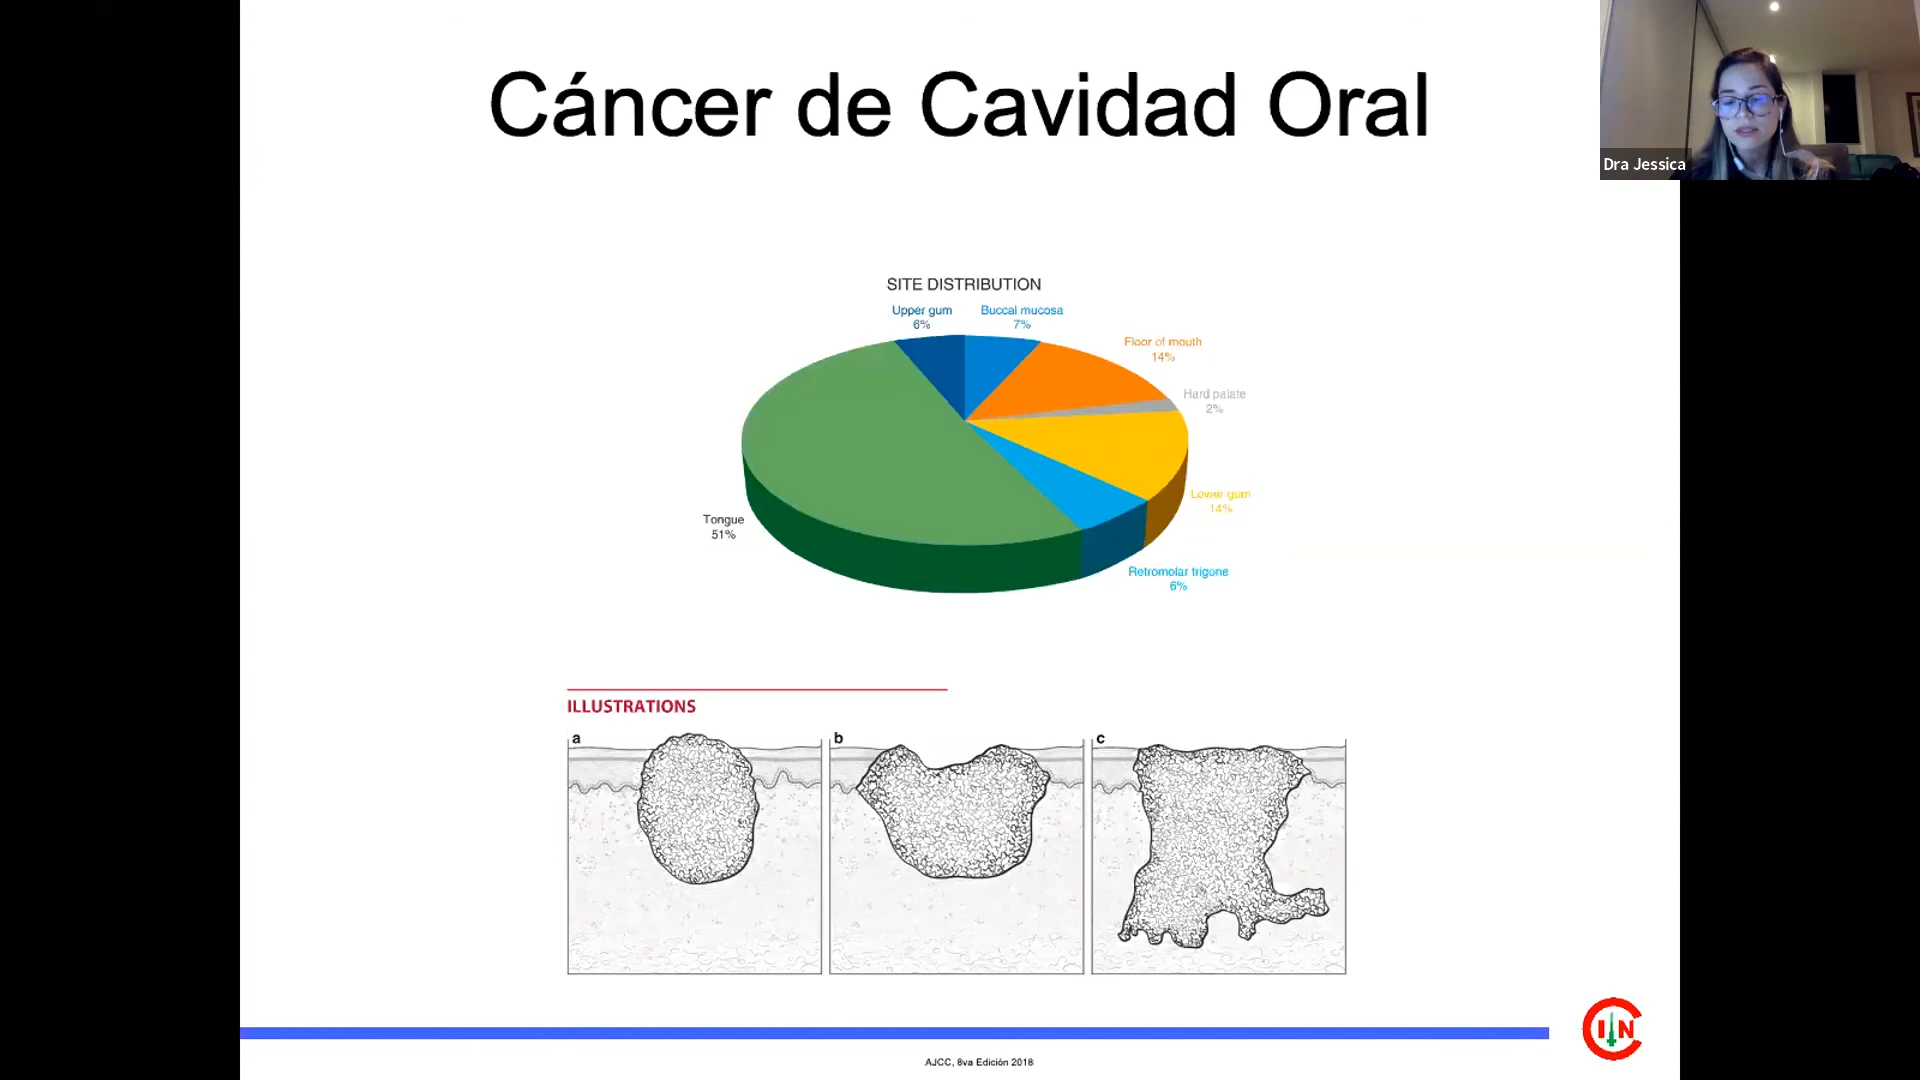 Cáncer de Cavidad Oral
Dra Jessica
SITE DISTRIBUTION
Upper gum
6%
Buccal mucosa
7%
Floor of mouth
14%
Hard palate
2%
Lower gum
14%
Tongue
51%
Retromolar trigone
6%
ILLUSTRATIONS
a
b
c
IN
AJCC, 8va Edición 2018